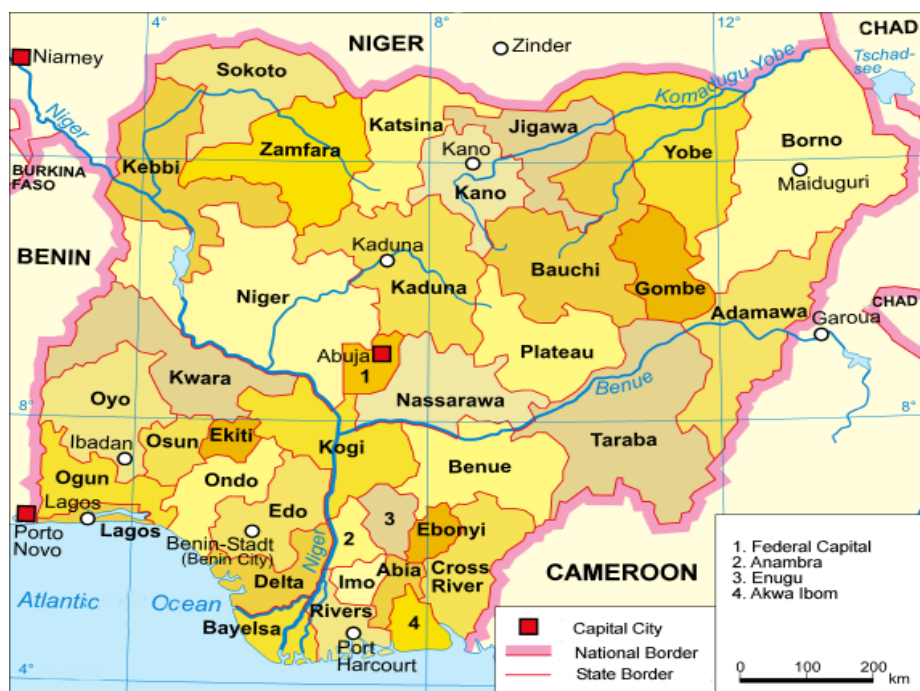 4°
8°
12°
NIGER
Zinder
CHAD
Niamey
Sokoto
Komadugu Yobe
Tschad-
see
Niger
Katsina
Jigawa
Borno
Kano
Yobe
Zamfara
Kebbi
BURKINA
FASO
Maiduguri
Kano
Kaduna
BENIN
Bauchi
Niger
Kaduna
Gombe
CHAD
Adamawa
Garoua
Abuja
1
Plateau
Kwara
Benue
Nassarawa
Oyo
8°
8°
Ibadan
Osun
Ekiti
Kogi
Taraba
Benue
Ogun
Ondo
Lagos
Edo
3
Ebonyi
Porto
Novo
Lagos
Benin-Stadt
(Benin City)
Niger
2
Abia
Cross
River
Delta
Imo
CAMEROON
Atlantic Ocean
Rivers
4
Bayelsa
Port
Harcourt
4°
1. Federal Capital
2. Anambra
3. Enugu
4. Akwa Ibom
Capital City
National Border
State Border
0 100 200
km